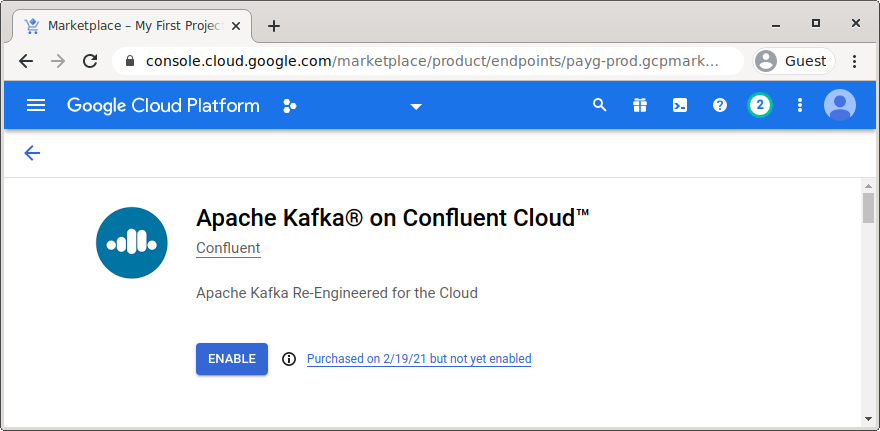 Marketplace – My First Projec
console.cloud.google.com/marketplace/product/endpoints/payg-prod.gcpmark...
Guest
Google Cloud Platform
2
Apache Kafka® on Confluent Cloud™
Confluent
Apache Kafka Re-Engineered for the Cloud
ENABLE
Purchased on 2/19/21 but not yet enabled